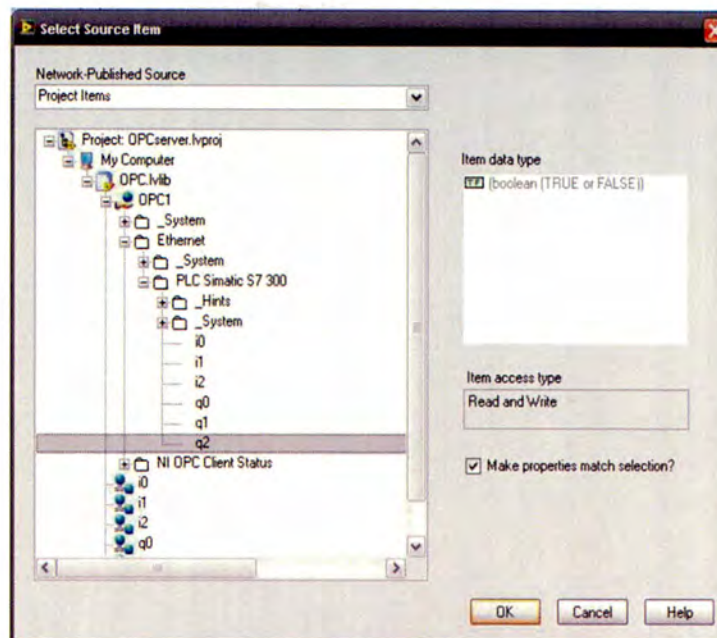 Select Source Item
Network-Published Source
Project Items
Project: OPCserver.lvproj
My Computer
OPC.lvlib
OPC1
_System
Ethernet
_System
PLC Simatic S7 300
_Hints
_System
i0
i1
i2
q0
q1
q2
NI OPC Client Status
i0
i1
i2
q0
Item data type
TF (boolean (TRUE or FALSE))
Item access type
Read and Write
Make properties match selection?
OK Cancel Help